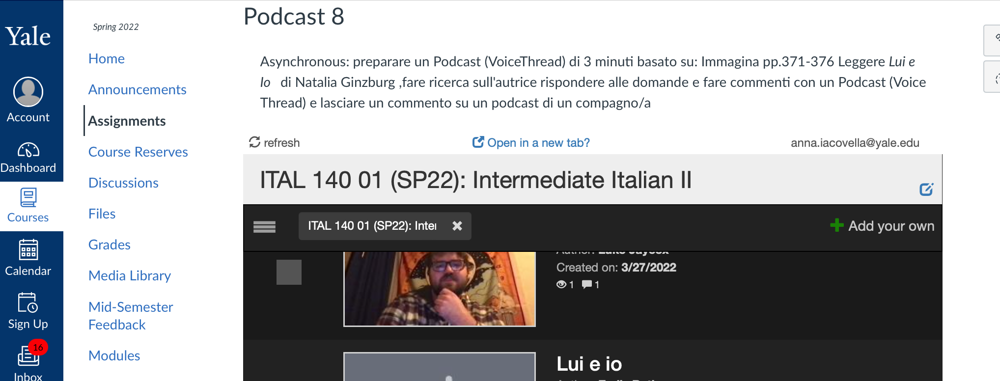 Yale
Account
Dashboard
Courses
Calendar
Sign Up
16
Inbox
Spring 2022
Home
Announcements
Assignments
Course Reserves
Discussions
Files
Grades
Media Library
Mid-Semester
Feedback
Modules
Podcast 8
Asynchronous: preparare un Podcast (VoiceThread) di 3 minuti basato su: Immagina pp.371-376 Leggere Lui e
Io di Natalia Ginzburg ,fare ricerca sull'autrice rispondere alle domande e fare commenti con un Podcast (Voice
Thread) e lasciare un commento su un podcast di un compagno/a
refresh
Open in a new tab?
anna.iacovella@yale.edu
ITAL 140 01 (SP22): Intermediate Italian II
ITAL 140 01 (SP22): Inter
Add your own
Created on: 3/27/2022
1 1
Lui e io